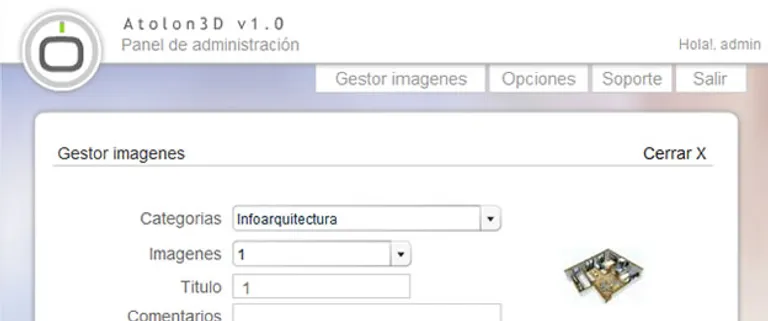 Atolon3D v1.0
Panel de administración
Hola!, admin
Gestor imagenes Opciones Soporte Salir
Gestor imagenes Cerrar X
Categorias Infoarquitectura
Imagenes 1
Titulo 1
Comentarios